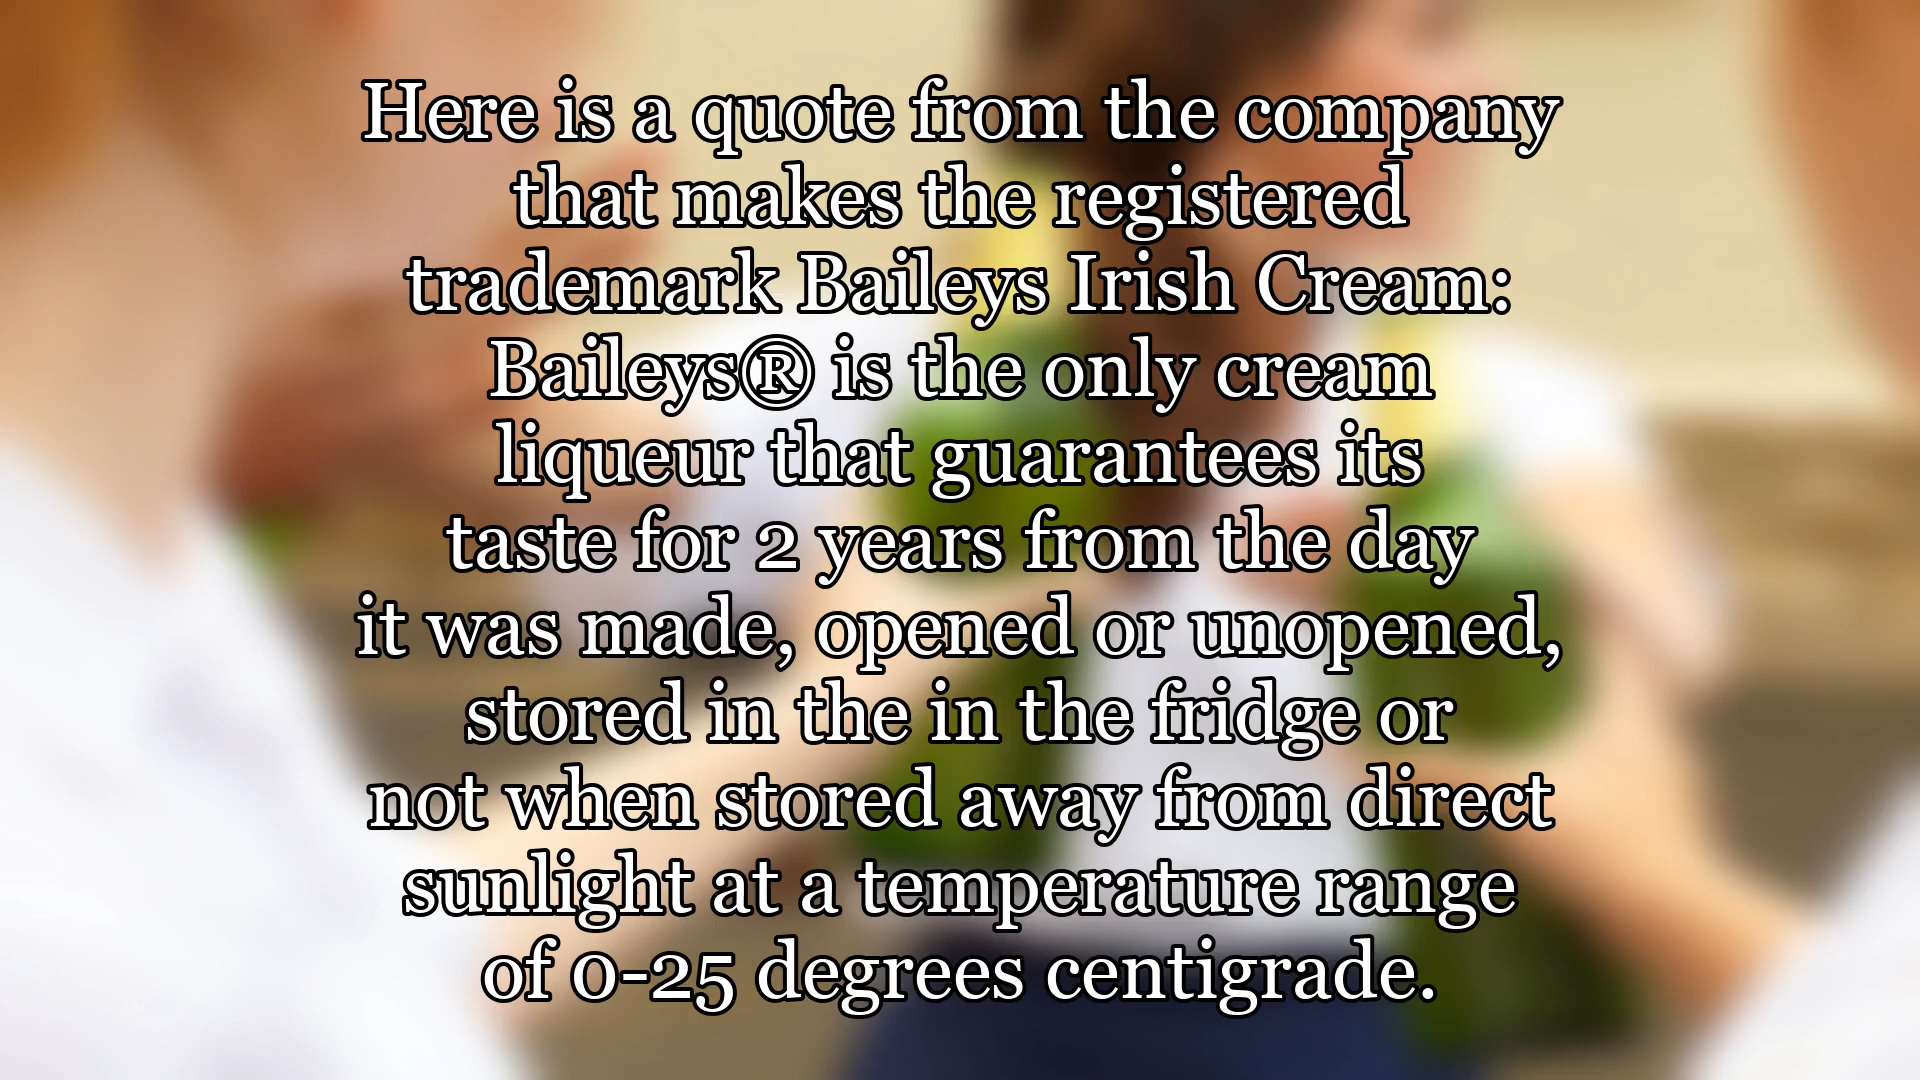 Here is a quote from the company
that makes the registered
trademark Baileys Irish Cream:
Baileys® is the only cream
liqueur that guarantees its
taste for 2 years from the day
it was made, opened or unopened,
stored in the in the fridge or
not when stored away from direct
sunlight at a temperature range
of 0-25 degrees centigrade.